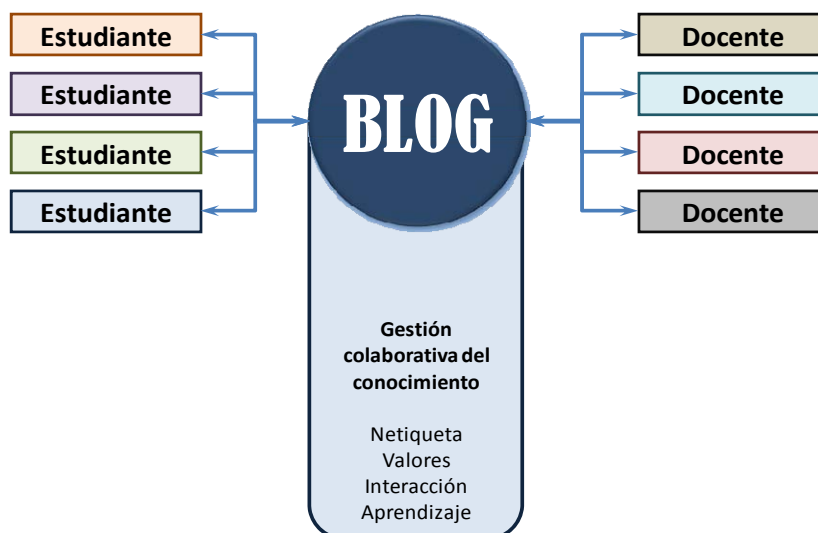 Estudiante
Estudiante
Estudiante
Estudiante
BLOG
Docente
Docente
Docente
Docente
Gestión
colaborativa del
conocimiento
Netiqueta
Valores
Interacción
Aprendizaje